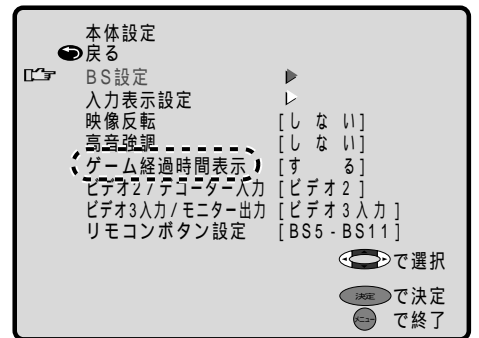 本体設定
戻る
BS設定
入力表示設定
映像反転 [しない]
高音強調 [しない]
ゲーム経過時間表示 [する]
ビデオ2/デコーダー入力 [ビデオ2]
ビデオ3入力/モニター出力 [ビデオ3入力]
リモコンボタン設定 [BS5-BS11]
で選択
決定 で決定
メニュー で終了